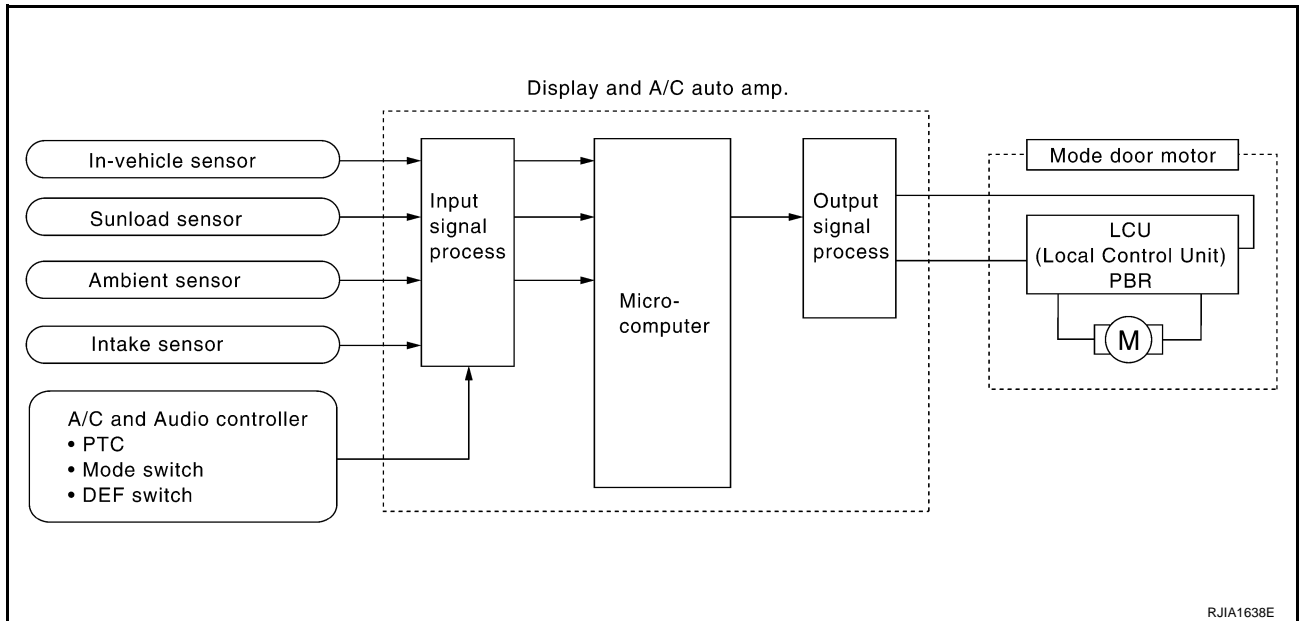 Display and A/C auto amp.
In-vehicle sensor
Sunload sensor
Ambient sensor
Intake sensor
A/C and Audio controller
• PTC
• Mode switch
• DEF switch
Input
signal
process
Micro-
computer
Output
signal
process
Mode door motor
LCU
(Local Control Unit)
PBR
M
RJIA1638E